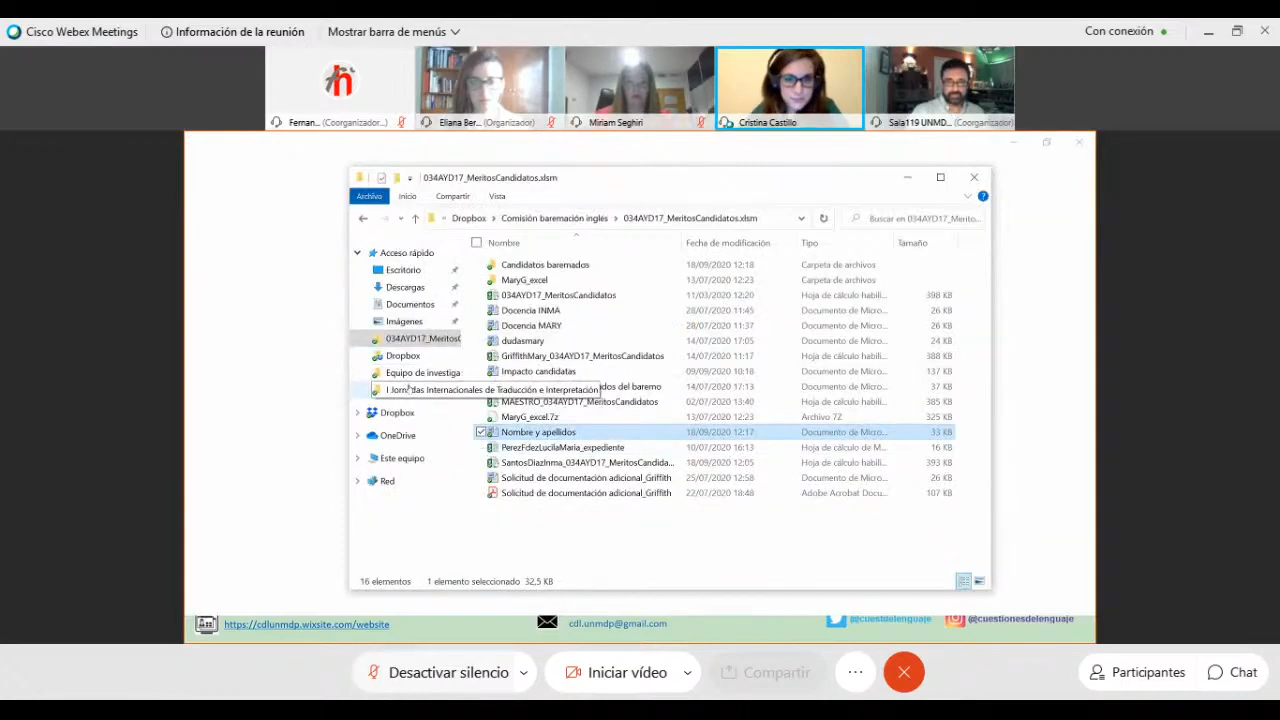 Cisco Webex Meetings
Información de la reunión
Mostrar barra de menús
Con conexión
h
Fernan... (Coorganizador...)
Eliana Ber... (Organizador)
Miriam Seghiri
Cristina Castillo
Sala119 UNMD... (Coorganizador)
034AYD17_MeritosCandidatos.xlsm
Archivo Inicio Compartir Vista
Dropbox > Comisión baremación inglés > 034AYD17_MeritosCandidatos.xlsm
Buscar en 034AYD17_Merito...
Nombre Fecha de modificación Tipo Tamaño
Acceso rápido
Escritorio
Descargas
Documentos
Imágenes
034AYD17_MeritosC
Dropbox
Equipo de investiga
I Jornadas Internacionales de Traducción e Interpretación
Dropbox
OneDrive
Este equipo
Red
Candidatos baremados 18/09/2020 12:18 Carpeta de archivos
MaryG_excel 13/07/2020 12:23 Carpeta de archivos
034AYD17_MeritosCandidatos 11/03/2020 12:20 Hoja de cálculo habili... 398 KB
Docencia INMA 28/07/2020 11:45 Documento de Micro... 26 KB
Docencia MARY 28/07/2020 11:37 Documento de Micro... 26 KB
dudasmary 14/07/2020 17:05 Documento de Micro... 24 KB
GriffithMary_034AYD17_MeritosCandidatos 14/07/2020 11:17 Hoja de cálculo habili... 388 KB
Impacto candidatas 09/09/2020 10:18 Documento de Micro... 26 KB
dos del baremo 14/07/2020 17:13 Documento de Micro... 37 KB
MAESTRO_034AYD17_MeritosCandidatos 13/07/2020 11:06 Hoja de cálculo habili... 385 KB
MaryG_excel.7z 13/07/2020 12:23 Archivo 7Z 325 KB
Nombre y apellidos 18/09/2020 12:17 Documento de Micro... 33 KB
PerezFdezLucilaMaria_expediente 10/07/2020 16:13 Hoja de cálculo de M... 16 KB
SantosDiazInma_034AYD17_MeritosCandida... 18/09/2020 12:05 Hoja de cálculo habili... 393 KB
Solicitud de documentación adicional_Griffith 25/07/2020 12:58 Documento de Micro... 26 KB
Solicitud de documentación adicional_Griffith 22/07/2020 18:48 Adobe Acrobat Docu... 107 KB
16 elementos 1 elemento seleccionado 32,5 KB
https://cdlunmdp.wixsite.com/website
cdl.unmdp@gmail.com
@cuestdelenguaje
@cuestionesdelenguaje
Desactivar silencio
Iniciar vídeo
Compartir
Participantes
Chat